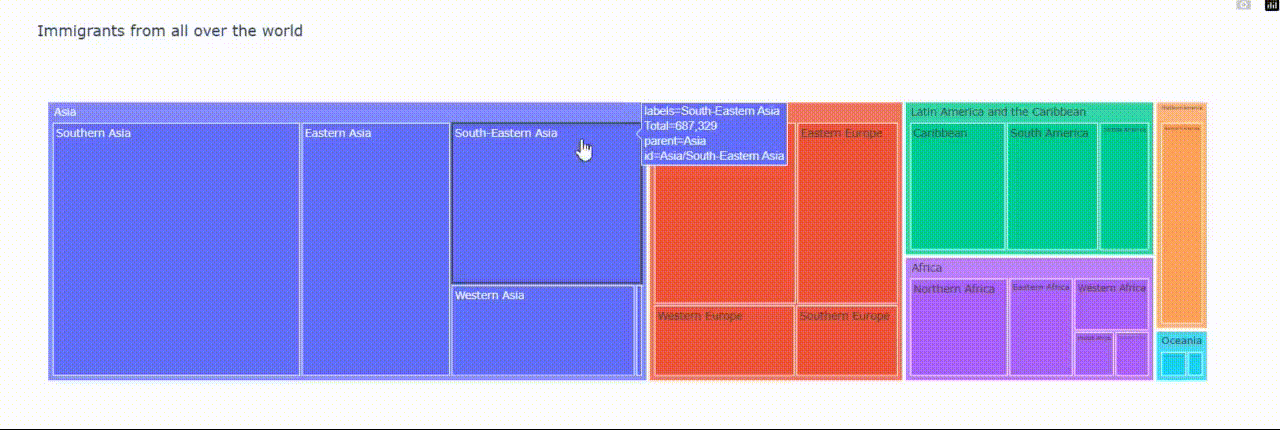 Immigrants from all over the world
Asia
Southern Asia
Eastern Asia
South-Eastern Asia
Western Asia
labels=South-Eastern Asia
Total=687,329
parent=Asia
id=Asia/South-Eastern Asia
Eastern Europe
Western Europe
Southern Europe
Latin America and the Caribbean
Caribbean
South America
Africa
Northern Africa
Eastern Africa
Western Africa
Oceania